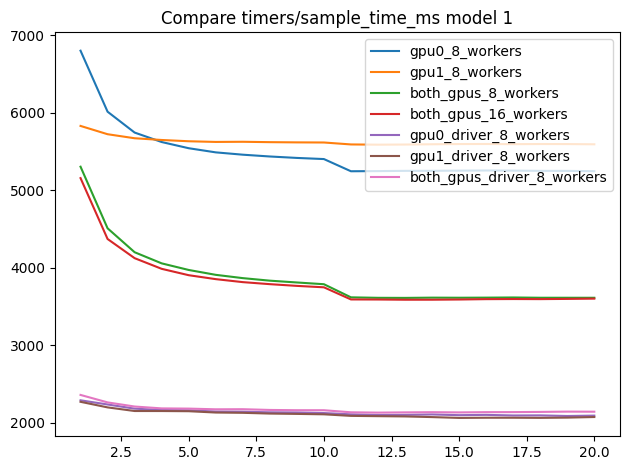 Compare timers/sample_time_ms model 1
7000
6000
5000
4000
3000
2000
gpu0_8_workers
gpu1_8_workers
both_gpus_8_workers
both_gpus_16_workers
gpu0_driver_8_workers
gpu1_driver_8_workers
both_gpus_driver_8_workers
2.5 5.0 7.5 10.0 12.5 15.0 17.5 20.0